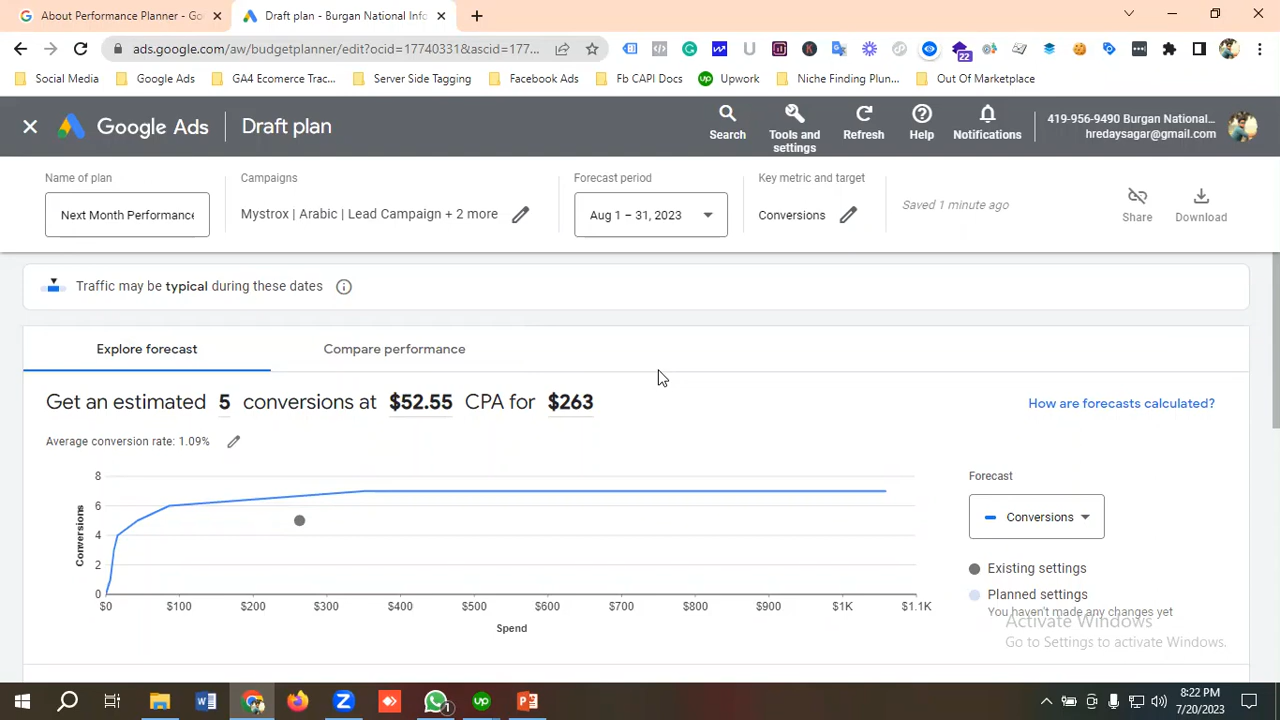 About Performance Planner - Go
Draft plan - Burgan National Info
ads.google.com/aw/budgetplanner/edit?ocid=17740331&ascid=177...
22
Social Media
Google Ads
GA4 Ecomerce Trac...
Server Side Tagging
Facebook Ads
Fb CAPI Docs
Upwork
Niche Finding Plun...
Out Of Marketplace
Google Ads
Draft plan
Search
Tools and settings
Refresh
Help
Notifications
419-956-9490 Burgan National...
hredaysagar@gmail.com
Name of plan
Next Month Performance
Campaigns
Mystrox | Arabic | Lead Campaign + 2 more
Forecast period
Aug 1 – 31, 2023
Key metric and target
Conversions
Saved 1 minute ago
Share
Download
Traffic may be typical during these dates
Explore forecast
Compare performance
Get an estimated 5 conversions at $52.55 CPA for $263
How are forecasts calculated?
Average conversion rate: 1.09%
8
6
4
2
0
Conversions
$0
$100
$200
$300
$400
$500
$600
$700
$800
$900
$1K
$1.1K
Spend
Forecast
Conversions
Existing settings
Planned settings
You haven't made any changes yet
Activate Windows
Go to Settings to activate Windows.
8:22 PM
7/20/2023